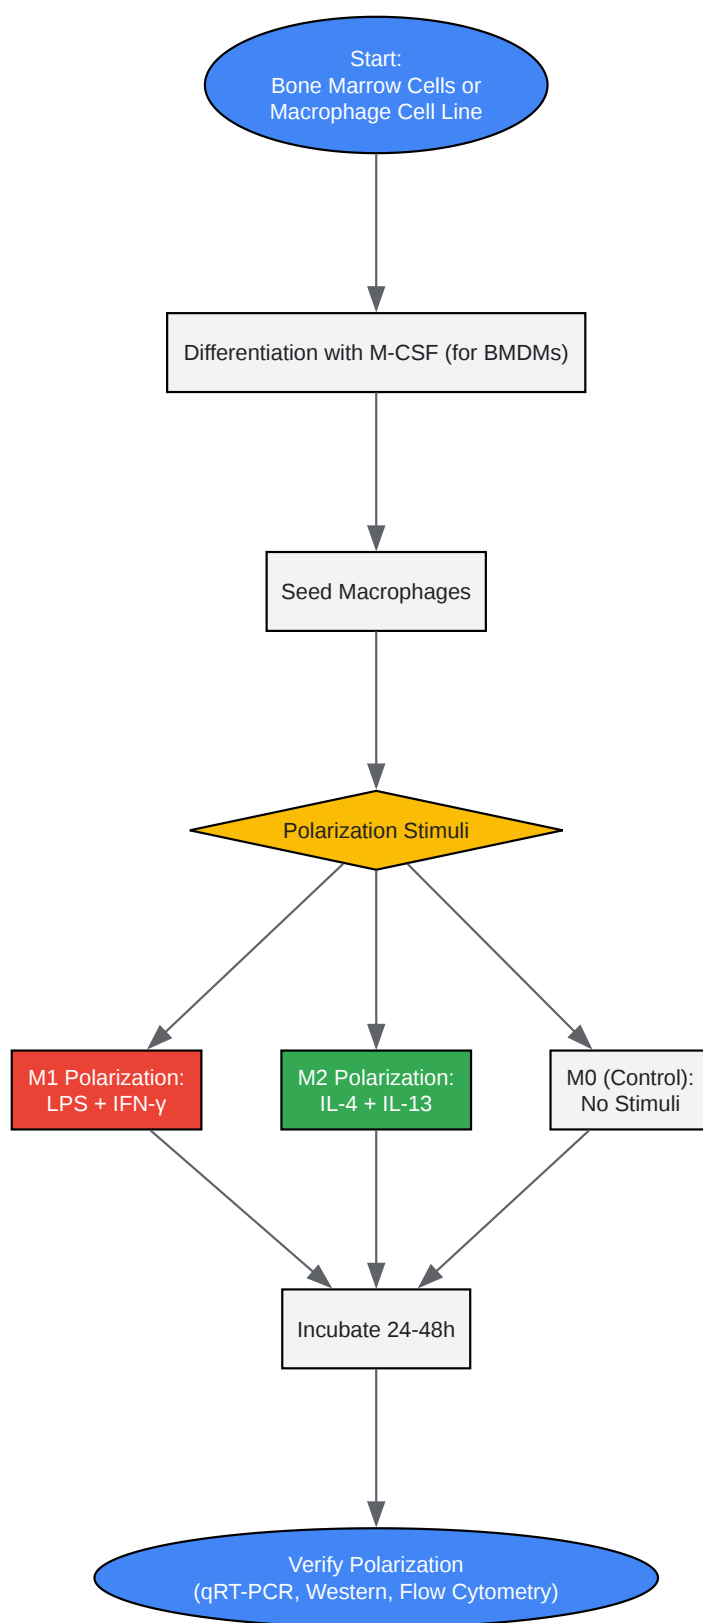 Start:
Bone Marrow Cells or
Macrophage Cell Line
Differentiation with M-CSF (for BMDMs)
Seed Macrophages
Polarization Stimuli
M1 Polarization:
LPS + IFN-γ
M2 Polarization:
IL-4 + IL-13
M0 (Control):
No Stimuli
Incubate 24-48h
Verify Polarization
(qRT-PCR, Western, Flow Cytometry)